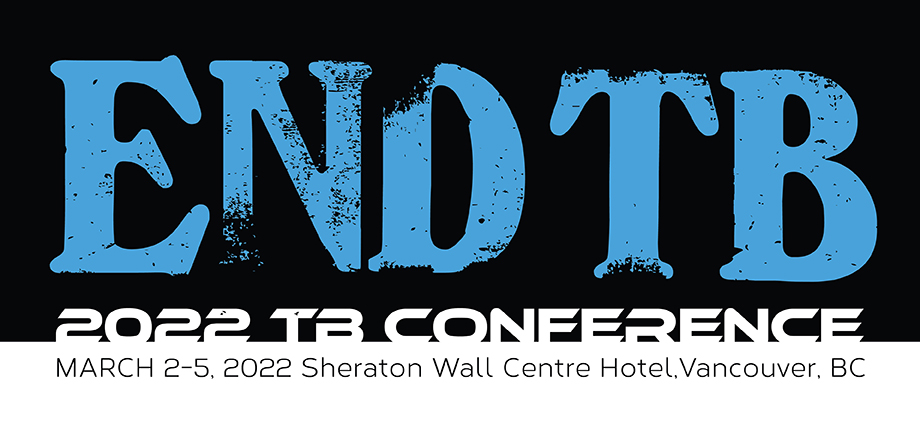 END TB
2022 TB CONFERENCE
MARCH 2-5, 2022 Sheraton Wall Centre Hotel,Vancouver, BC